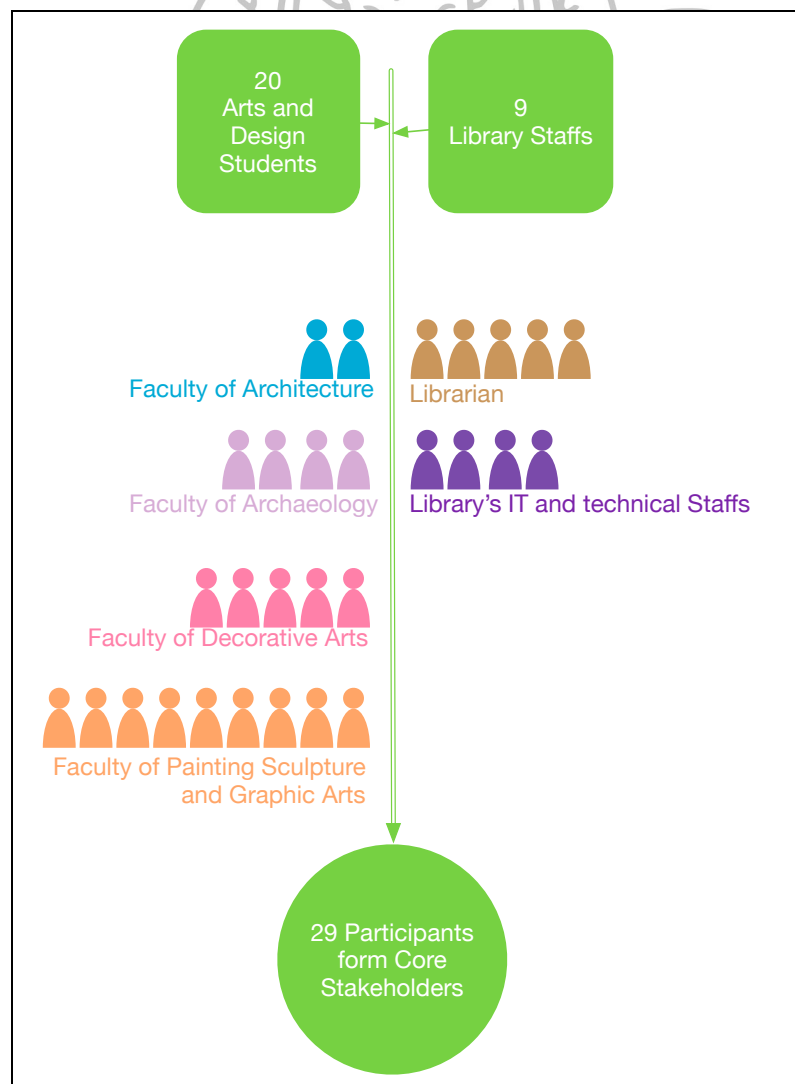 20
Arts and
Design
Students
9
Library Staffs
Faculty of Architecture
Librarian
Faculty of Archaeology
Library's IT and technical Staffs
Faculty of Decorative Arts
Faculty of Painting Sculpture
and Graphic Arts
29 Participants
form Core
Stakeholders